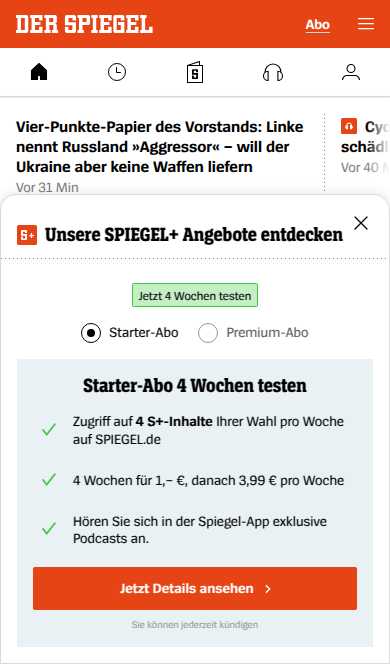 DER SPIEGEL
Abo
Vier-Punkte-Papier des Vorstands: Linke
nennt Russland »Aggressor« – will der
Ukraine aber keine Waffen liefern
Vor 31 Min
schädl
Vor 40
S+ Unsere SPIEGEL+ Angebote entdecken
Jetzt 4 Wochen testen
Starter-Abo
Premium-Abo
Starter-Abo 4 Wochen testen
Zugriff auf 4 S+-Inhalte Ihrer Wahl pro Woche
auf SPIEGEL.de
4 Wochen für 1,– €, danach 3,99 € pro Woche
Hören Sie sich in der Spiegel-App exklusive
Podcasts an.
Jetzt Details ansehen
Sie können jederzeit kündigen